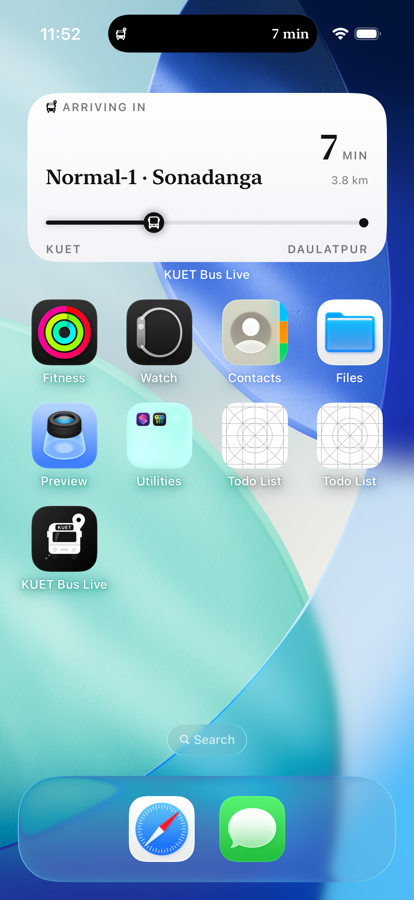 11:52
7 min
ARRIVING IN
7 MIN
Normal-1 · Sonadanga
3.8 km
KUET
DAULATPUR
KUET Bus Live
Fitness
Watch
Contacts
Files
Preview
Utilities
Todo List
Todo List
KUET
KUET Bus Live
Search